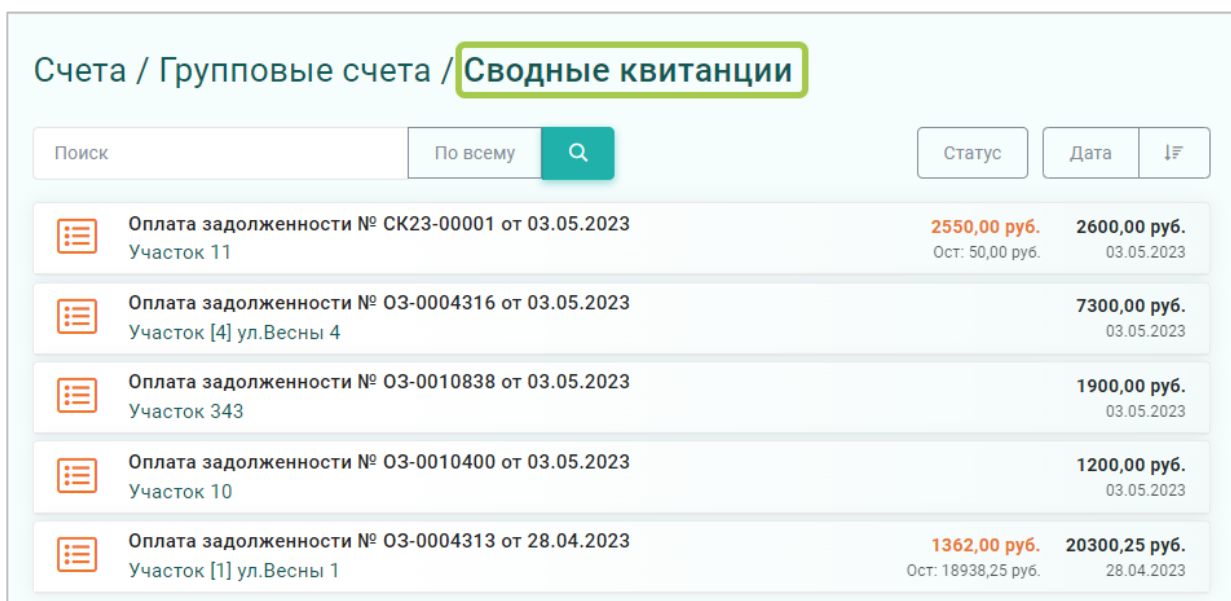 Счета / Групповые счета / Сводные квитанции
Поиск По всему Статус Дата
Оплата задолженности № СК23-00001 от 03.05.2023 2550,00 руб. 2600,00 руб.
Участок 11 Ост: 50,00 руб. 03.05.2023
Оплата задолженности № ОЗ-0004316 от 03.05.2023 7300,00 руб.
Участок [4] ул.Весны 4 03.05.2023
Оплата задолженности № ОЗ-0010838 от 03.05.2023 1900,00 руб.
Участок 343 03.05.2023
Оплата задолженности № ОЗ-0010400 от 03.05.2023 1200,00 руб.
Участок 10 03.05.2023
Оплата задолженности № ОЗ-0004313 от 28.04.2023 1362,00 руб. 20300,25 руб.
Участок [1] ул.Весны 1 Ост: 18938,25 руб. 28.04.2023